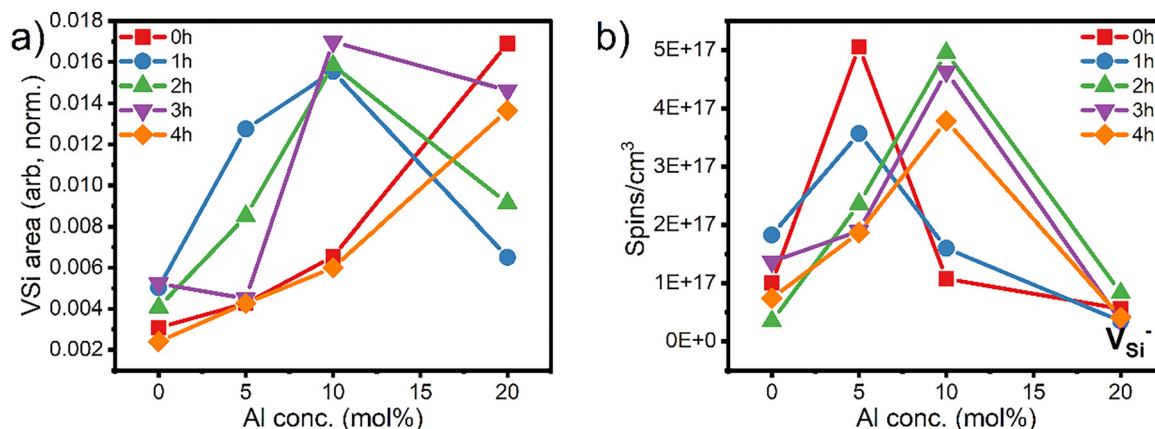 a)
VSi area (arb, norm.)
0.018
0.016
0.014
0.012
0.010
0.008
0.006
0.004
0.002
0h
1h
2h
3h
4h
0 5 10 15 20
Al conc. (mol%)
b)
Spins/cm³
5E+17
4E+17
3E+17
2E+17
1E+17
0E+0
0h
1h
2h
3h
4h
V_Si⁻
0 5 10 15 20
Al conc. (mol%)